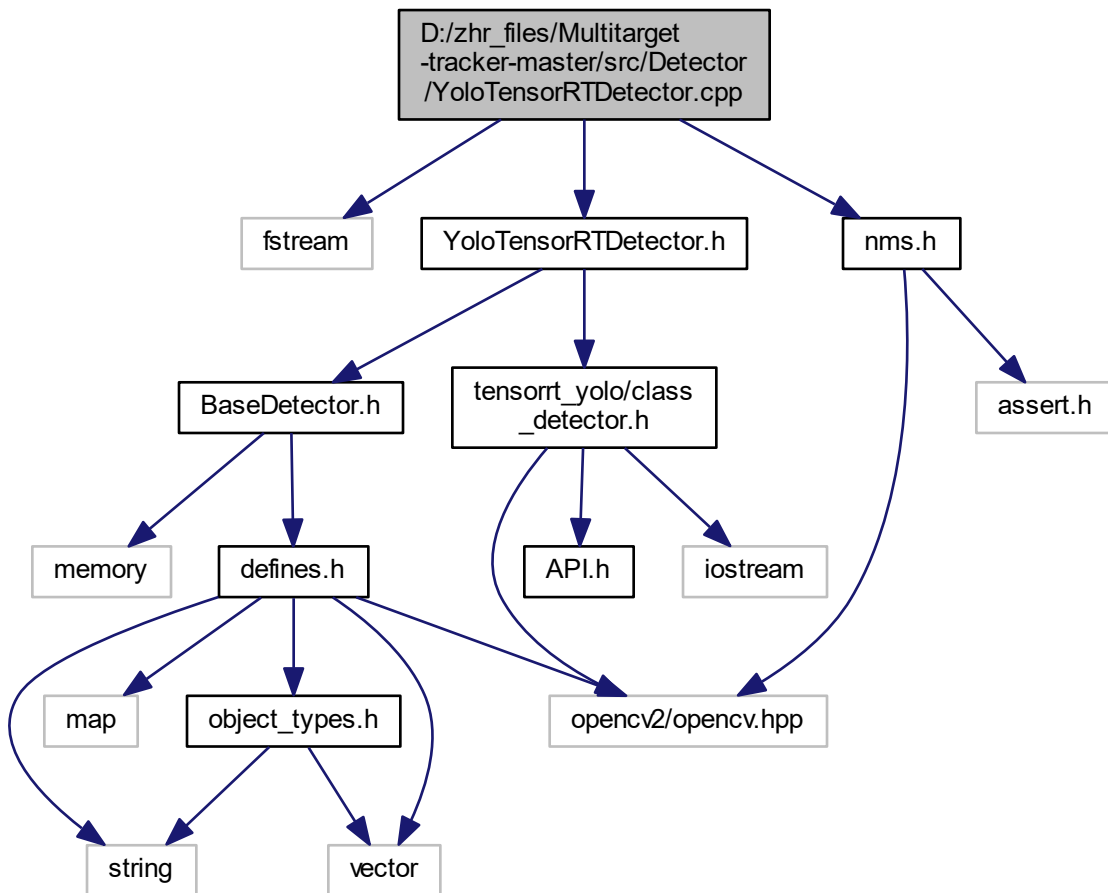 D:/zhr_files/Multitarget
-tracker-master/src/Detector
/YoloTensorRTDetector.cpp
fstream
YoloTensorRTDetector.h
nms.h
BaseDetector.h
tensorrt_yolo/class
_detector.h
assert.h
memory
defines.h
API.h
iostream
map
object_types.h
opencv2/opencv.hpp
string
vector